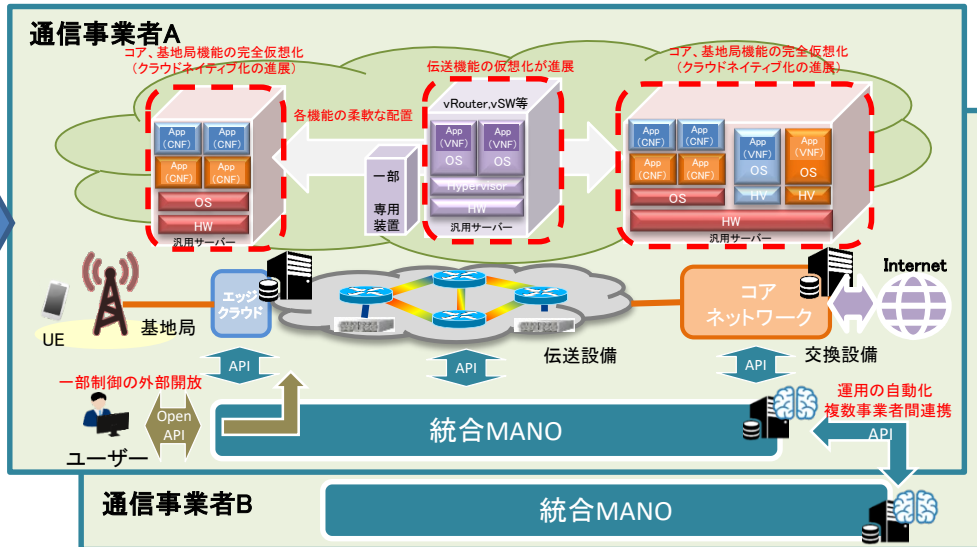 通信事業者A
コア、基地局機能の完全仮想化
(クラウドネイティブ化の進展)
伝送機能の仮想化が進展
コア、基地局機能の完全仮想化
(クラウドネイティブ化の進展)
各機能の柔軟な配置
App
(CNF)
App
(CNF)
App
(CNF)
App
(CNF)
OS
HW
汎用サーバー
一部
専用
装置
vRouter,vSW等
App
(VNF)
OS
App
(VNF)
OS
Hypervisor
HW
汎用サーバー
App
(CNF)
App
(CNF)
App
(CNF)
App
(CNF)
OS
App
(VNF)
OS
HV
App
(VNF)
OS
HV
HW
汎用サーバー
UE
基地局
エッジ
クラウド
伝送設備
コア
ネットワーク
交換設備
Internet
API
API
API
一部制御の外部開放
Open
API
ユーザー
統合MANO
運用の自動化
複数事業者間連携
API
通信事業者B
統合MANO